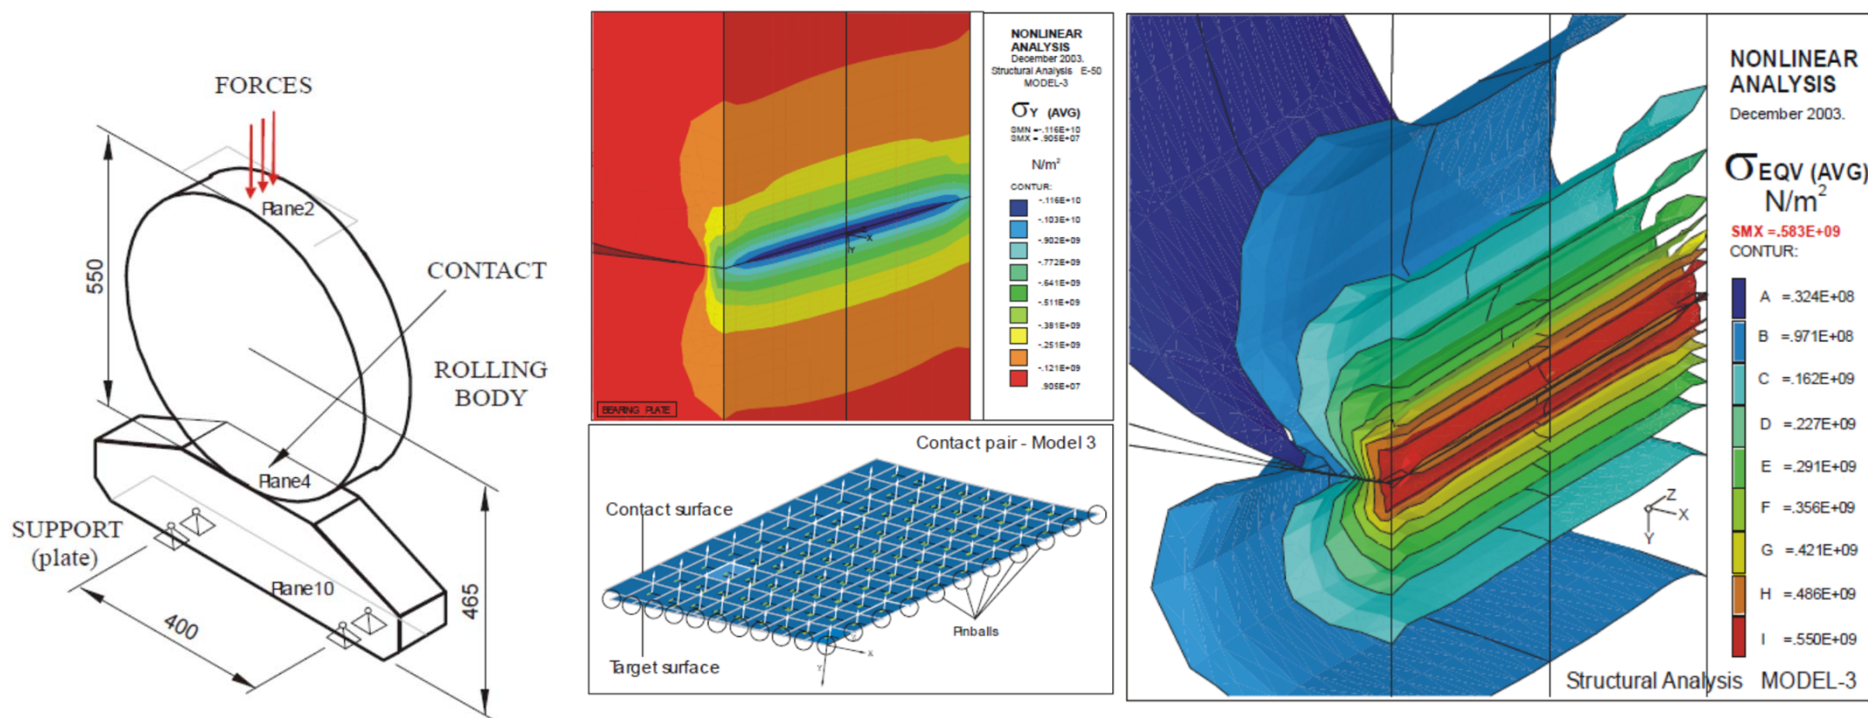 FORCES
Plane2
550
CONTACT
ROLLING
BODY
Plane4
SUPPORT
(plate)
Plane10
400
465
NONLINEAR
ANALYSIS
December 2003.
Structural Analysis E-50
MODEL-3
σY (AVG)
SMN =-.116E+10
SMX =.905E+07
N/m²
CONTUR:
-.116E+10
-.103E+10
-.902E+09
-.772E+09
-.641E+09
-.511E+09
-.381E+09
-.251E+09
-.121E+09
.905E+07
X
Y
BEARING PLATE
Contact pair - Model 3
Contact surface
Pinballs
Target surface
X
Y
NONLINEAR
ANALYSIS
December 2003.
σEQV (AVG)
N/m²
SMX =.583E+09
CONTUR:
A =.324E+08
B =.971E+08
C =.162E+09
D =.227E+09
E =.291E+09
F =.356E+09
G =.421E+09
H =.486E+09
I =.550E+09
Z
X
Y
Structural Analysis MODEL-3